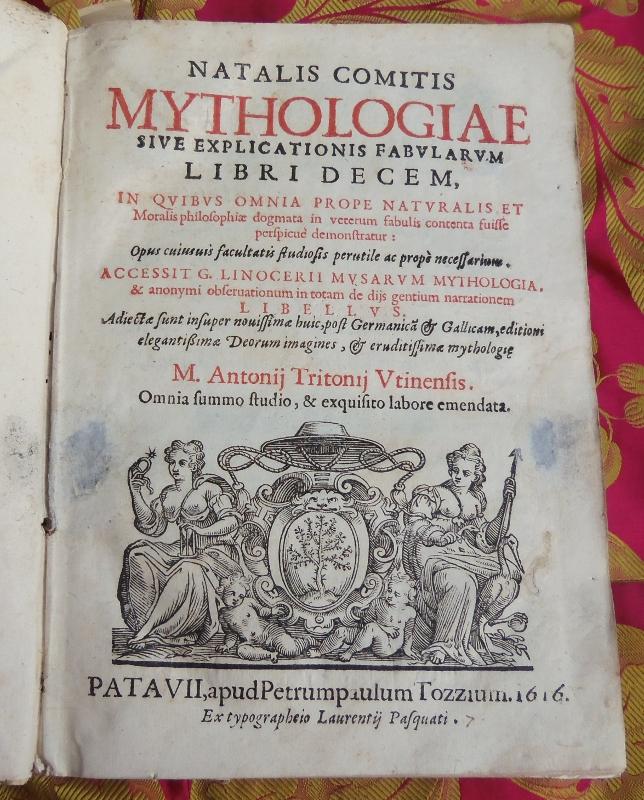 NATALIS COMITIS
MYTHOLOGIAE
SIVE EXPLICATIONIS FABVLARVM
LIBRI DECEM,
IN QVIBVS OMNIA PROPE NATVRALIS ET
Moralis philosophiæ dogmata in veterum fabulis contenta fuisse
perspicuè demonstratur:
Opus cuiusuis facultatis studiosis perutile ac propè necessarium.
ACCESSIT G. LINOCERII MVSARVM MYTHOLOGIA,
& anonymi obseruationum in totam de dijs gentium narrationem
LIBELLVS.
Adiectæ sunt insuper nouissimæ huic, post Germanicā & Gallicam, editioni
elegantißimæ Deorum imagines, & eruditissimæ mythologię
M. Antonij Tritonij Vtinensis.
Omnia summo studio, & exquisito labore emendata.
PATAVII, apud Petrumpaulum Tozzium. 1616.
Ex typographeio Laurentij Pasquati.